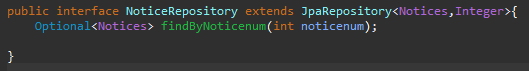 public interface NoticeRepository extends JpaRepository<Notices,Integer>{
Optional<Notices> findByNoticenum(int noticenum);
}